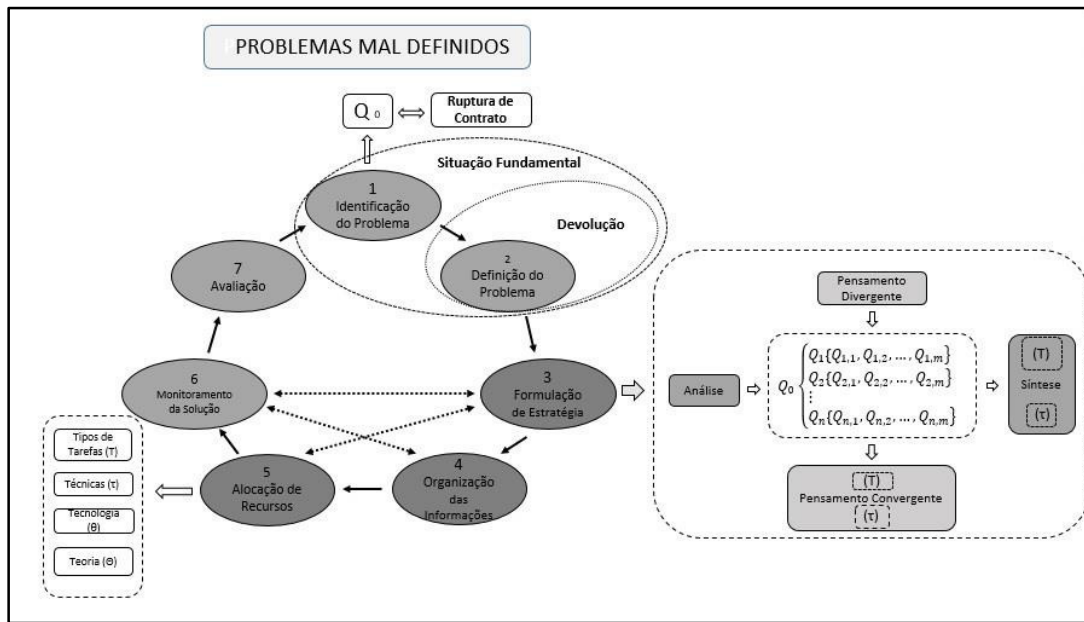 PROBLEMAS MAL DEFINIDOS
Q ₀
Ruptura de
Contrato
Situação Fundamental
1
Identificação
do Problema
Devolução
2
Definição do
Problema
7
Avaliação
3
Formulação
de Estratégia
6
Monitoramento
da Solução
5
Alocação de
Recursos
4
Organização
das
Informações
Tipos de
Tarefas (T)
Técnicas (τ)
Tecnologia
(θ)
Teoria (Θ)
Pensamento
Divergente
Análise
Q₀
Q₁{Q₁,₁, Q₁,₂, … , Q₁,ₘ}
Q₂{Q₂,₁, Q₂,₂, … , Q₂,ₘ}
⋮
Qₙ{Qₙ,₁, Qₙ,₂, … , Qₙ,ₘ}
(T)
Síntese
(τ)
(T)
Pensamento Convergente
(τ)